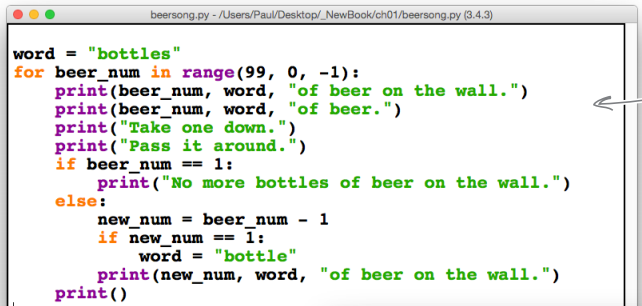 beersong.py - /Users/Paul/Desktop/_NewBook/ch01/beersong.py (3.4.3)
word = "bottles"
for beer_num in range(99, 0, -1):
    print(beer_num, word, "of beer on the wall.")
    print(beer_num, word, "of beer.")
    print("Take one down.")
    print("Pass it around.")
    if beer_num == 1:
        print("No more bottles of beer on the wall.")
    else:
        new_num = beer_num - 1
        if new_num == 1:
            word = "bottle"
        print(new_num, word, "of beer on the wall.")
    print()